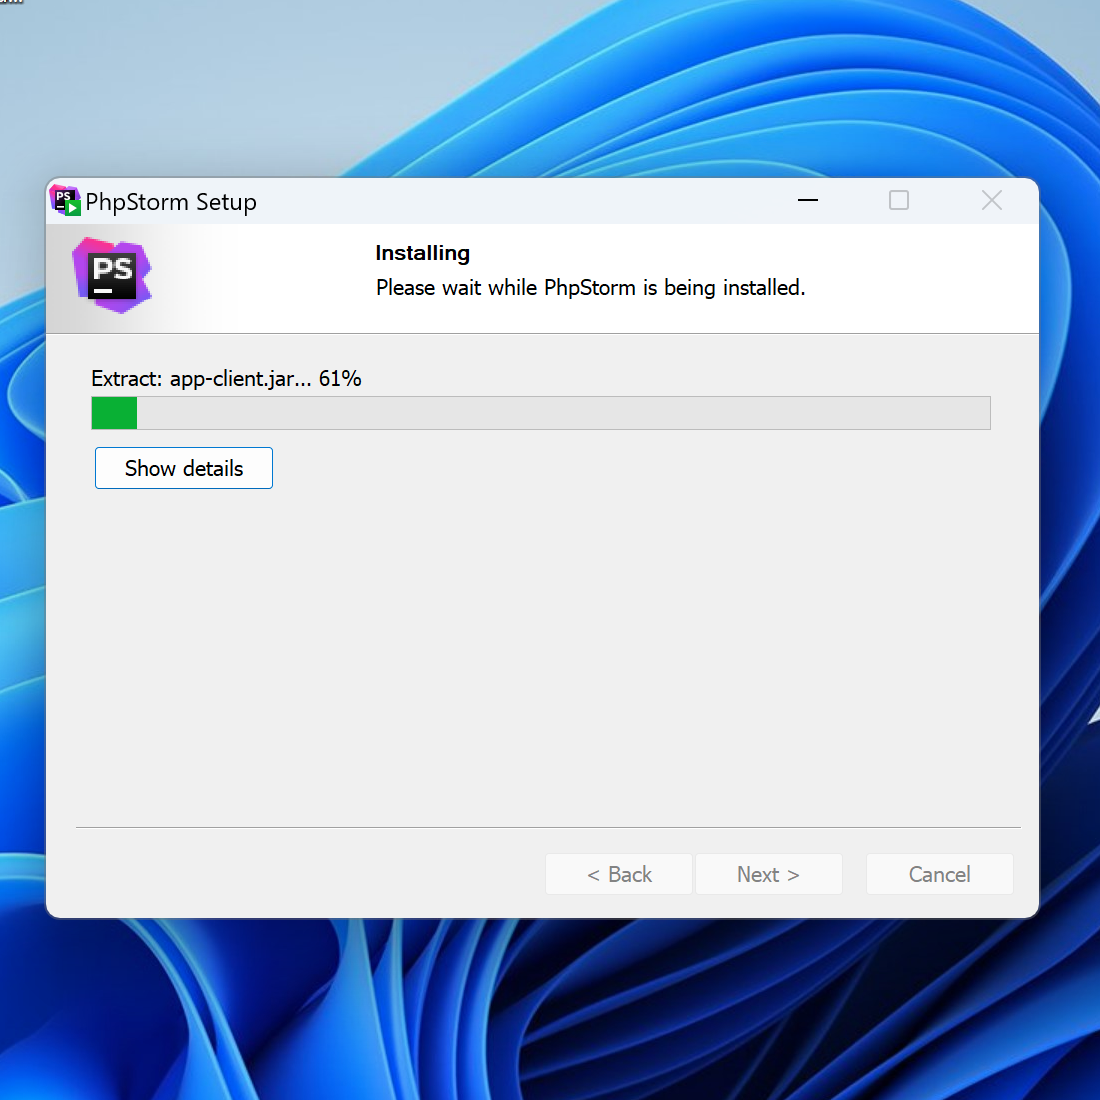 PS PhpStorm Setup
PS
Installing
Please wait while PhpStorm is being installed.
Extract: app-client.jar... 61%
Show details
< Back
Next >
Cancel